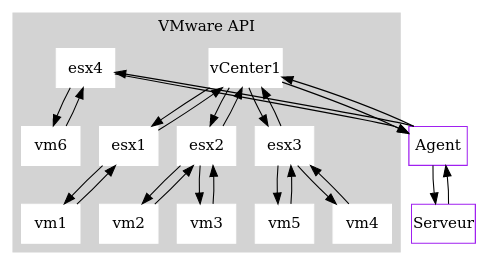 VMware API
esx4
vCenter1
vm6
esx1
esx2
esx3
Agent
vm1
vm2
vm3
vm5
vm4
Serveur